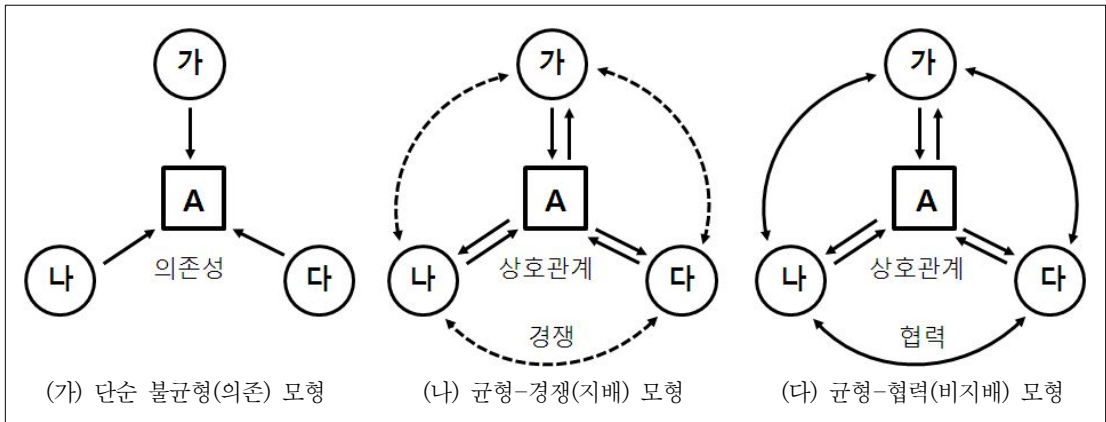 가
가
가
A
A
A
의존성
상호관계
상호관계
나
다
나
다
나
다
경쟁
협력
(가) 단순 불균형(의존) 모형
(나) 균형-경쟁(지배) 모형
(다) 균형-협력(비지배) 모형